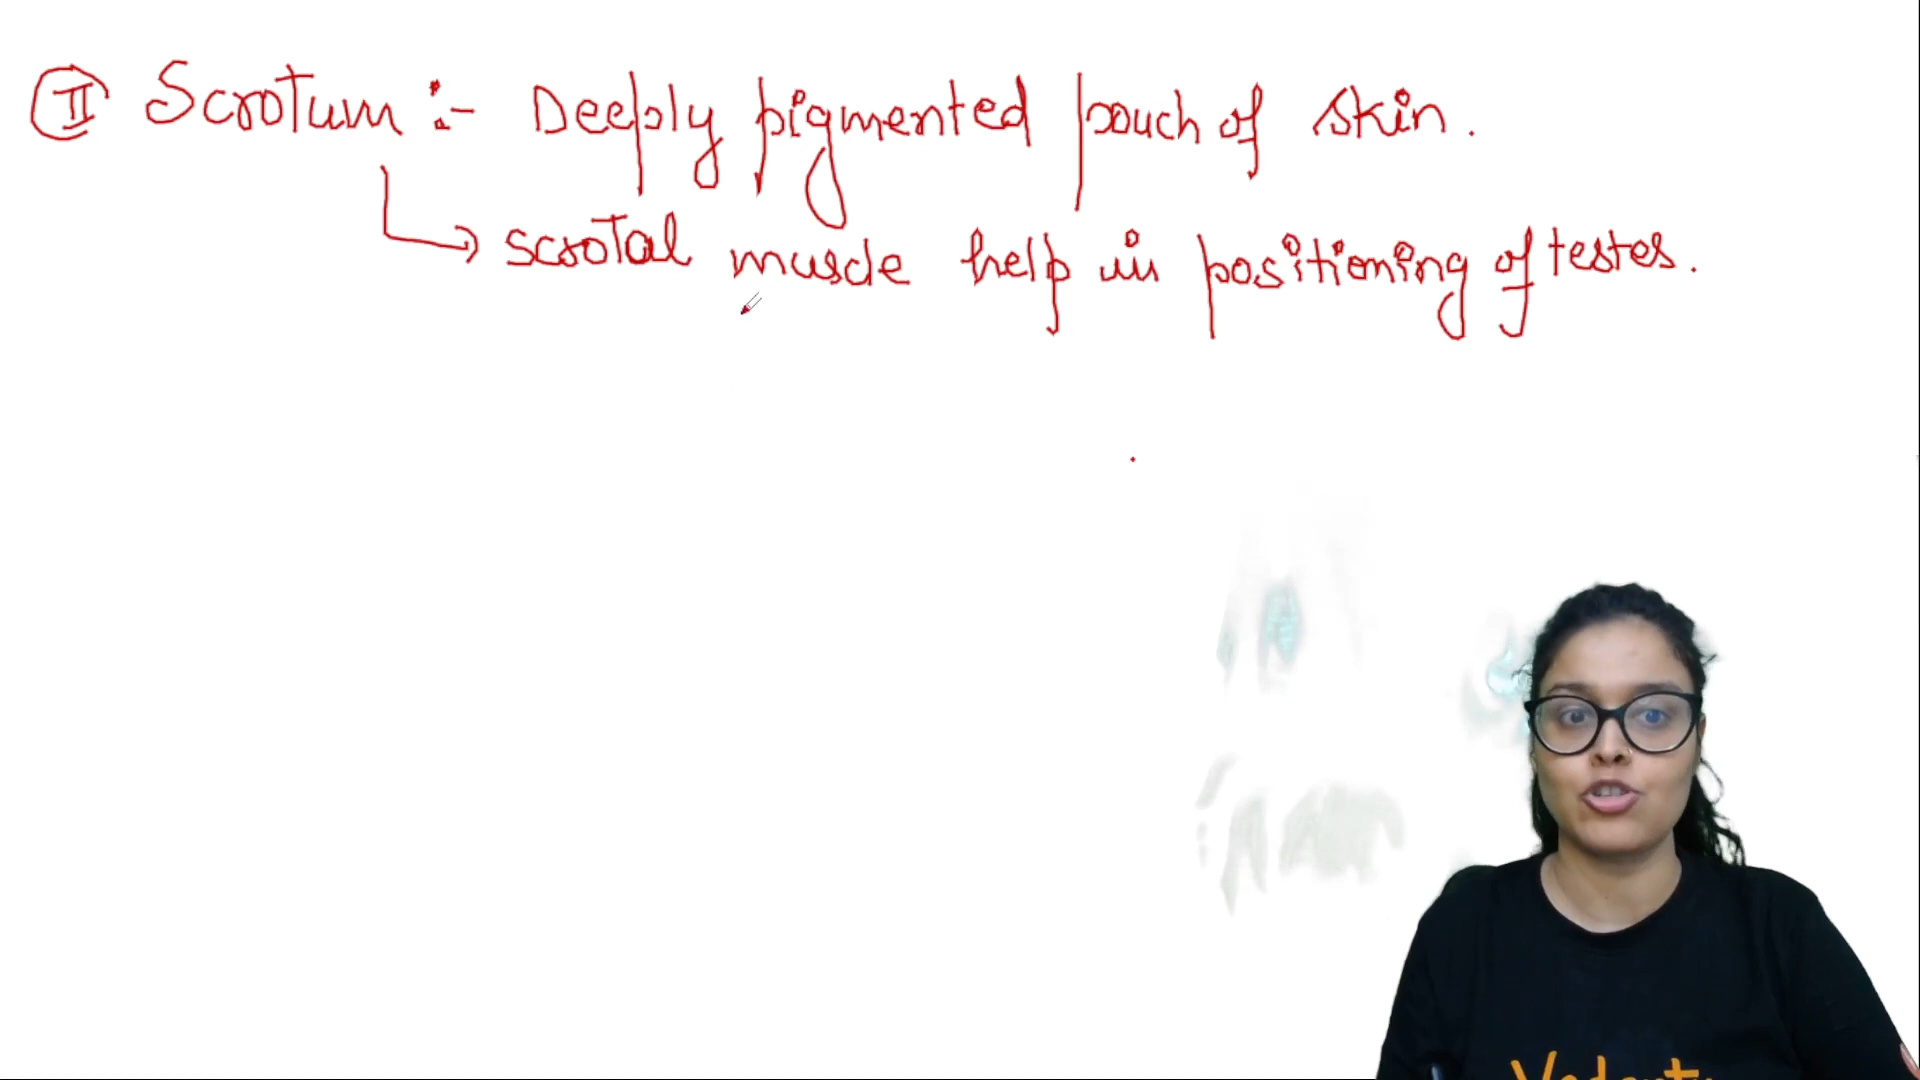 II Scrotum :- Deeply pigmented pouch of skin.
scrotal muscle help in positioning of testes.